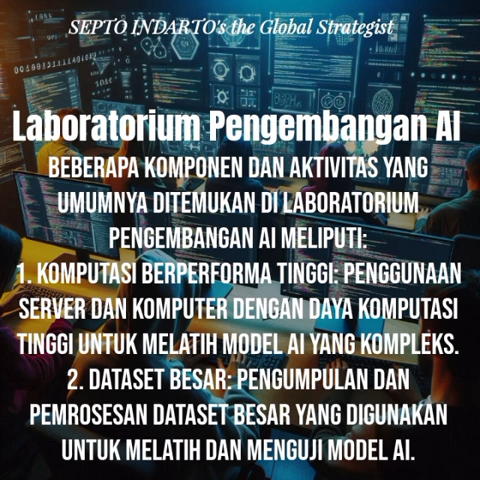 SEPTO INDARTO's the Global Strategist
Laboratorium Pengembangan AI
BEBERAPA KOMPONEN DAN AKTIVITAS YANG
UMUMNYA DITEMUKAN DI LABORATORIUM
PENGEMBANGAN AI MELIPUTI:
1. KOMPUTASI BERPERFORMA TINGGI: PENGGUNAAN
SERVER DAN KOMPUTER DENGAN DAYA KOMPUTASI
TINGGI UNTUK MELATIH MODEL AI YANG KOMPLEKS.
2. DATASET BESAR: PENGUMPULAN DAN
PEMROSESAN DATASET BESAR YANG DIGUNAKAN
UNTUK MELATIH DAN MENGUJI MODEL AI.